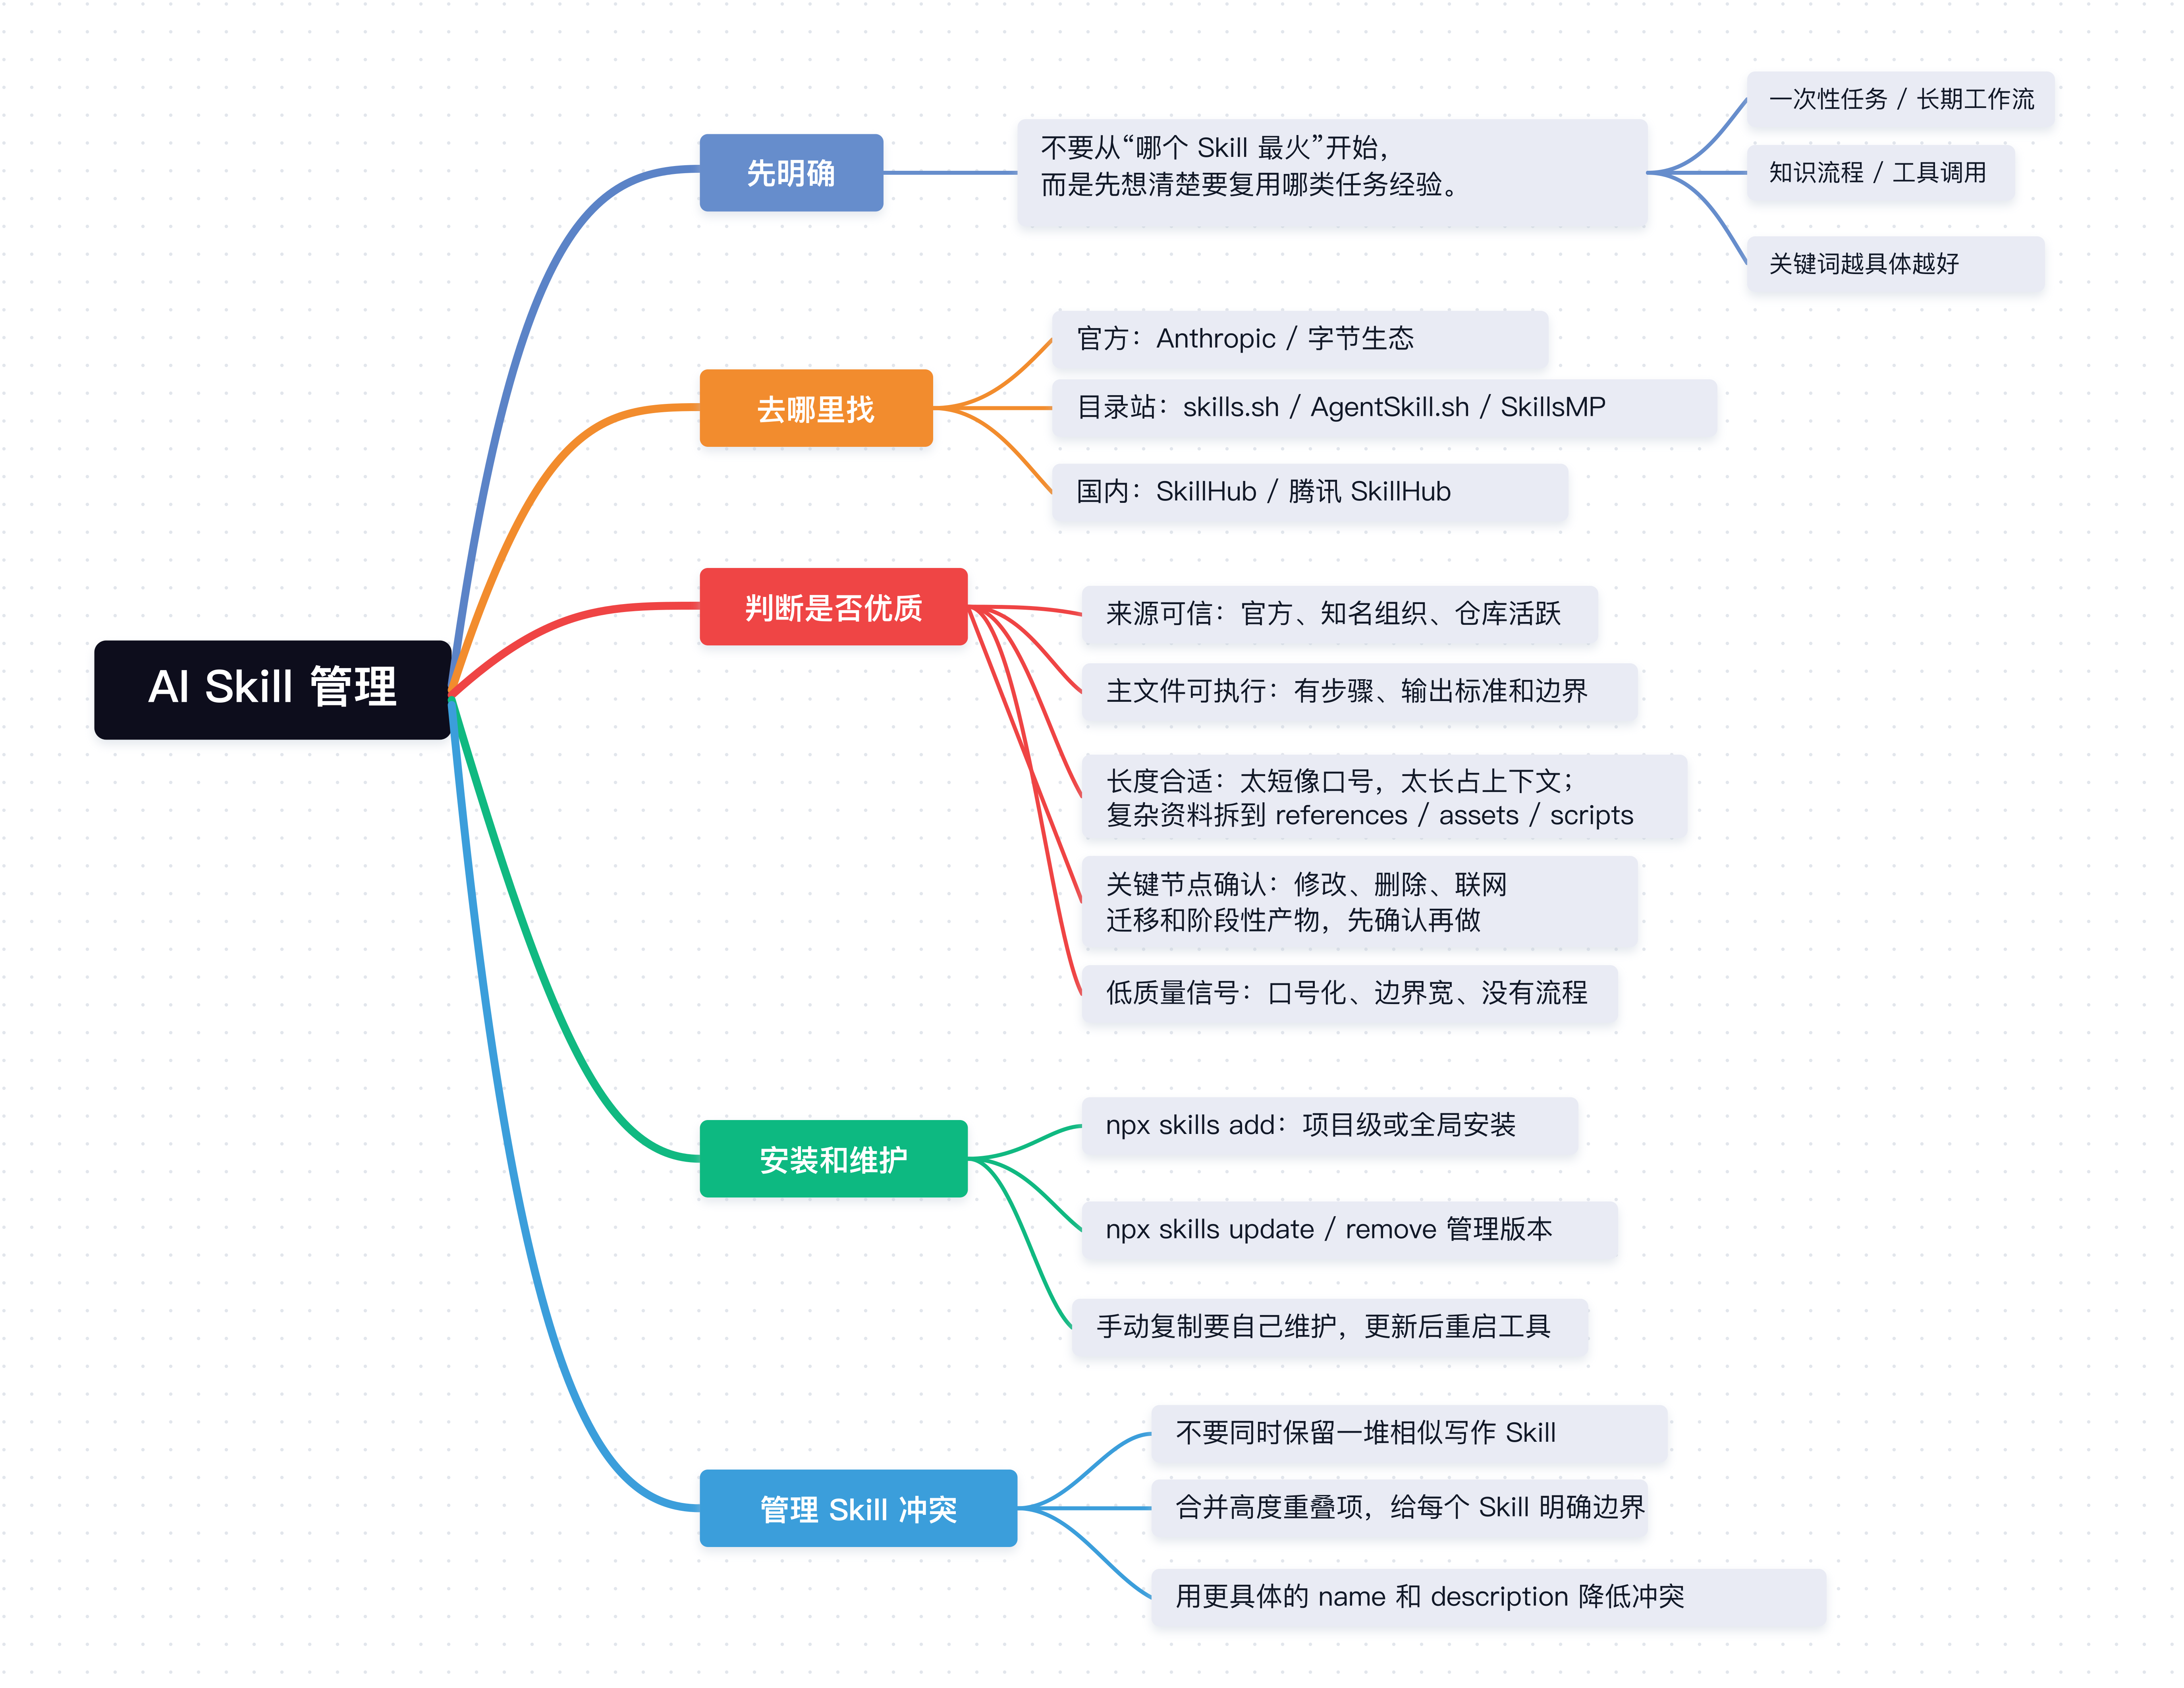 AI Skill 管理
先明确
不要从“哪个 Skill 最火”开始，
而是先想清楚要复用哪类任务经验。
一次性任务 / 长期工作流
知识流程 / 工具调用
关键词越具体越好
去哪里找
官方：Anthropic / 字节生态
目录站：skills.sh / AgentSkill.sh / SkillsMP
国内：SkillHub / 腾讯 SkillHub
判断是否优质
来源可信：官方、知名组织、仓库活跃
主文件可执行：有步骤、输出标准和边界
长度合适：太短像口号，太长占上下文；
复杂资料拆到 references / assets / scripts
关键节点确认：修改、删除、联网
迁移和阶段性产物，先确认再做
低质量信号：口号化、边界宽、没有流程
安装和维护
npx skills add：项目级或全局安装
npx skills update / remove 管理版本
手动复制要自己维护，更新后重启工具
管理 Skill 冲突
不要同时保留一堆相似写作 Skill
合并高度重叠项，给每个 Skill 明确边界
用更具体的 name 和 description 降低冲突